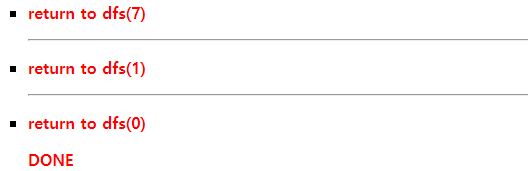 return to dfs(7)
return to dfs(1)
return to dfs(0)
DONE